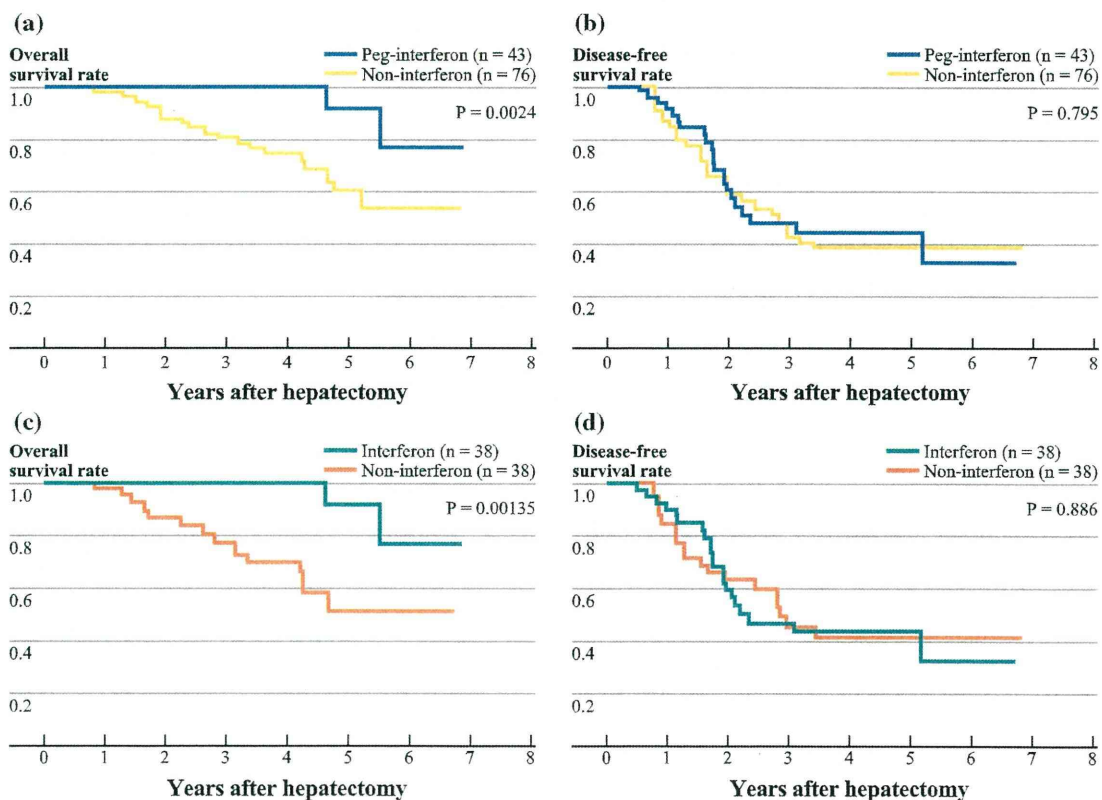 (a)
Overall
survival rate
Peg-interferon (n = 43)
Non-interferon (n = 76)
P = 0.0024
1.0
0.8
0.6
0.4
0.2
0 1 2 3 4 5 6 7 8
Years after hepatectomy
(b)
Disease-free
survival rate
Peg-interferon (n = 43)
Non-interferon (n = 76)
P = 0.795
1.0
0.8
0.6
0.4
0.2
0 1 2 3 4 5 6 7 8
Years after hepatectomy
(c)
Overall
survival rate
Interferon (n = 38)
Non-interferon (n = 38)
P = 0.00135
1.0
0.8
0.6
0.4
0.2
0 1 2 3 4 5 6 7 8
Years after hepatectomy
(d)
Disease-free
survival rate
Interferon (n = 38)
Non-interferon (n = 38)
P = 0.886
1.0
0.8
0.6
0.4
0.2
0 1 2 3 4 5 6 7 8
Years after hepatectomy